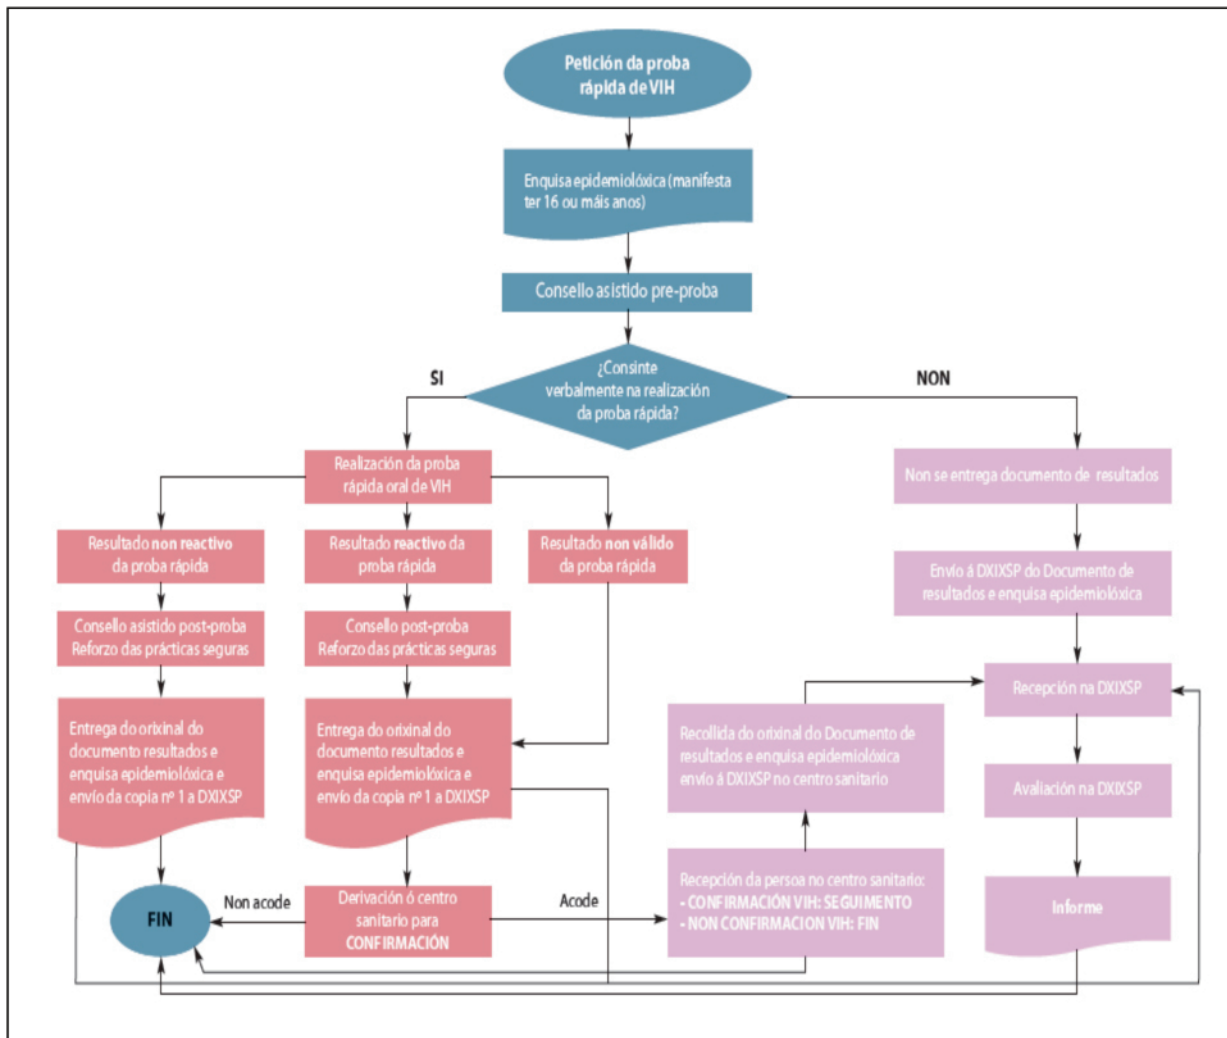 Petición da proba
rápida de VIH
Enquisa epidemiolóxica (manifesta
ter 16 ou máis anos)
Consello asistido pre-proba
¿Consinte
verbalmente na realización
da proba rápida?
SI
NON
Realización da proba
rápida oral de VIH
Non se entrega documento de resultados
Resultado non reactivo
da proba rápida
Resultado reactivo da
proba rápida
Resultado non válido
da proba rápida
Envío á DXIXSP do Documento de
resultados e enquisa epidemiolóxica
Consello asistido post-proba
Reforzo das prácticas seguras
Consello post-proba
Reforzo das prácticas seguras
Recepción na DXIXSP
Entrega do orixinal do
documento resultados e
enquisa epidemiolóxica e
envío da copia nº 1 a DXIXSP
Entrega do orixinal do
documento resultados e
enquisa epidemiolóxica e
envío da copia nº 1 a DXIXSP
Recollida do orixinal do Documento de
resultados e enquisa epidemiolóxica
envío á DXIXSP no centro sanitario
Avaliación na DXIXSP
FIN
Non acode
Derivación ó centro
sanitario para
CONFIRMACIÓN
Acode
Recepción da persoa no centro sanitario:
- CONFIRMACIÓN VIH: SEGUIMENTO
- NON CONFIRMACION VIH: FIN
Informe